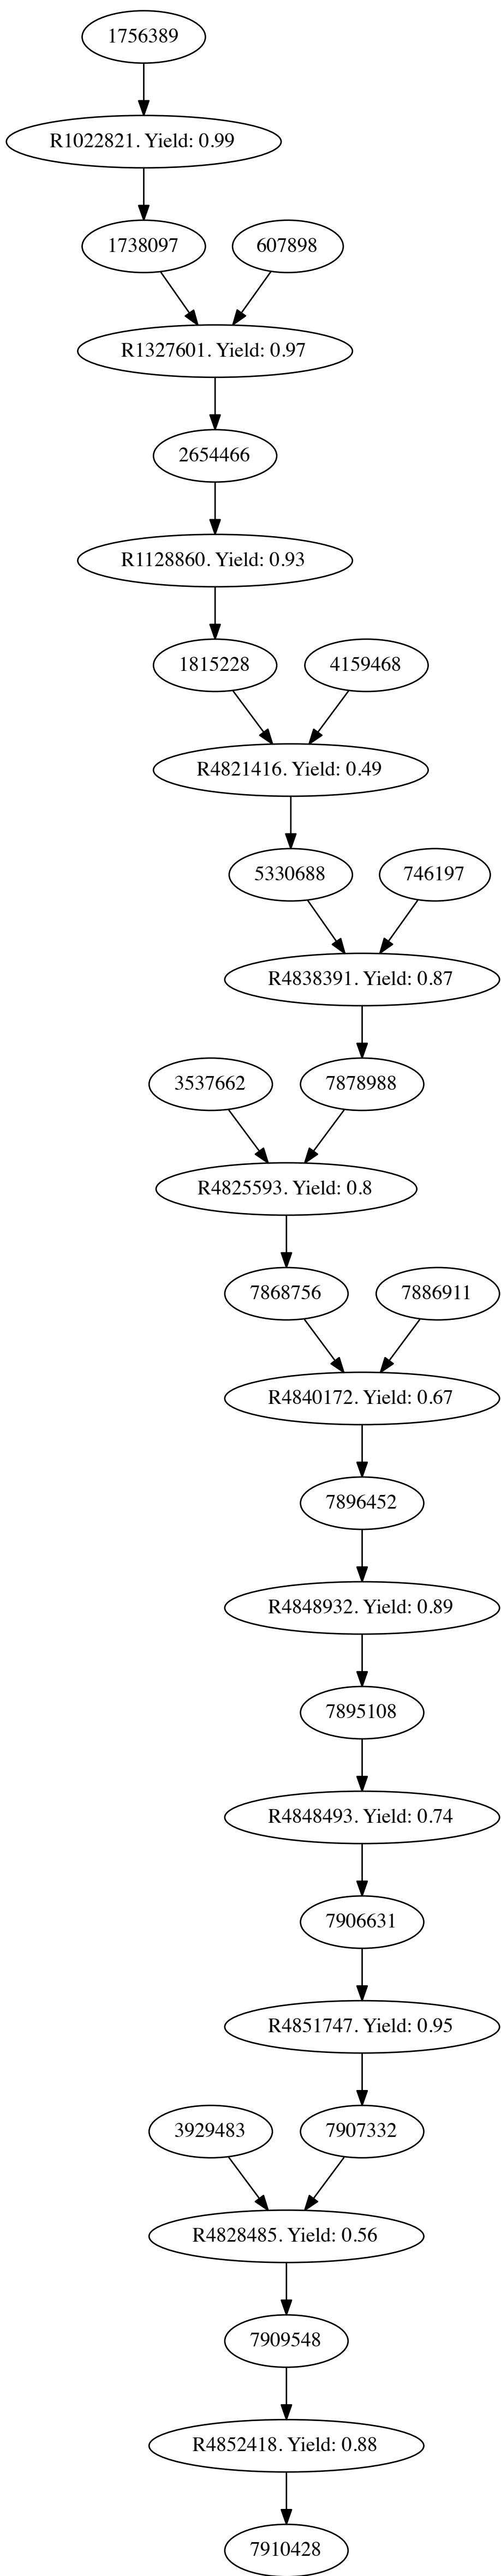 1756389
R1022821. Yield: 0.99
1738097
607898
R1327601. Yield: 0.97
2654466
R1128860. Yield: 0.93
1815228
4159468
R4821416. Yield: 0.49
5330688
746197
R4838391. Yield: 0.87
3537662
7878988
R4825593. Yield: 0.8
7868756
7886911
R4840172. Yield: 0.67
7896452
R4848932. Yield: 0.89
7895108
R4848493. Yield: 0.74
7906631
R4851747. Yield: 0.95
3929483
7907332
R4828485. Yield: 0.56
7909548
R4852418. Yield: 0.88
7910428